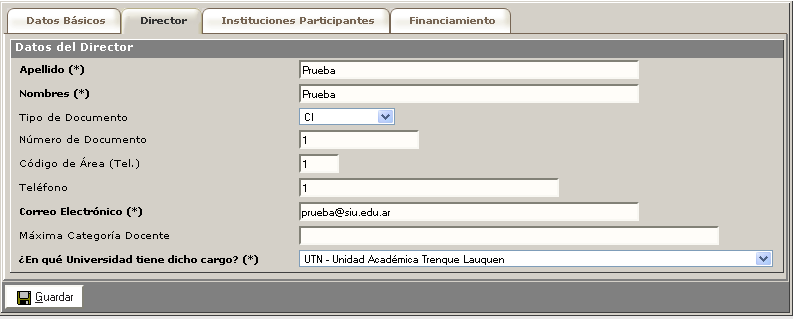 Datos Básicos Director Instituciones Participantes Financiamiento
Datos del Director
Apellido (*) Prueba
Nombres (*) Prueba
Tipo de Documento CI
Número de Documento 1
Código de Área (Tel.) 1
Teléfono 1
Correo Electrónico (*) prueba@siu.edu.ar
Máxima Categoría Docente
¿En qué Universidad tiene dicho cargo? (*) UTN - Unidad Académica Trenque Lauquen
Guardar